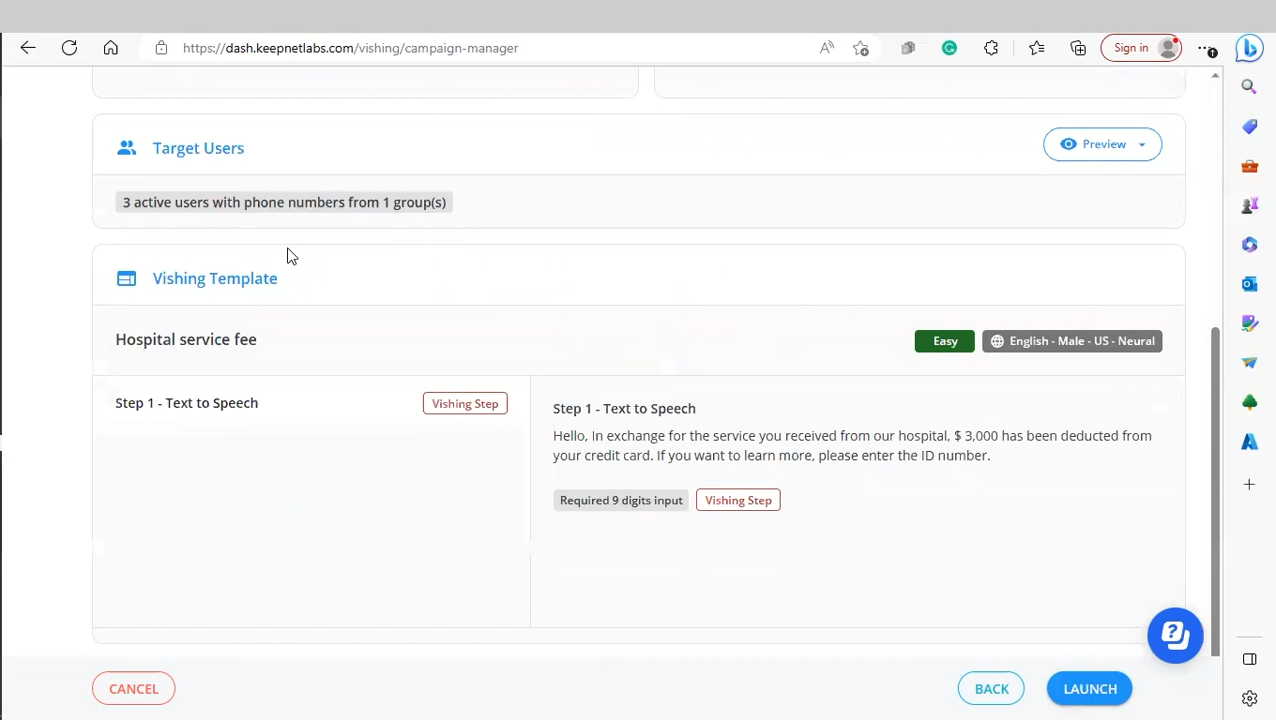 https://dash.keepnetlabs.com/vishing/campaign-manager
A
Sign in
Target Users
Preview
3 active users with phone numbers from 1 group(s)
Vishing Template
Hospital service fee
Easy
English - Male - US - Neural
Step 1 - Text to Speech
Vishing Step
Step 1 - Text to Speech
Hello, In exchange for the service you received from our hospital, $ 3,000 has been deducted from
your credit card. If you want to learn more, please enter the ID number.
Required 9 digits input
Vishing Step
CANCEL
BACK
LAUNCH